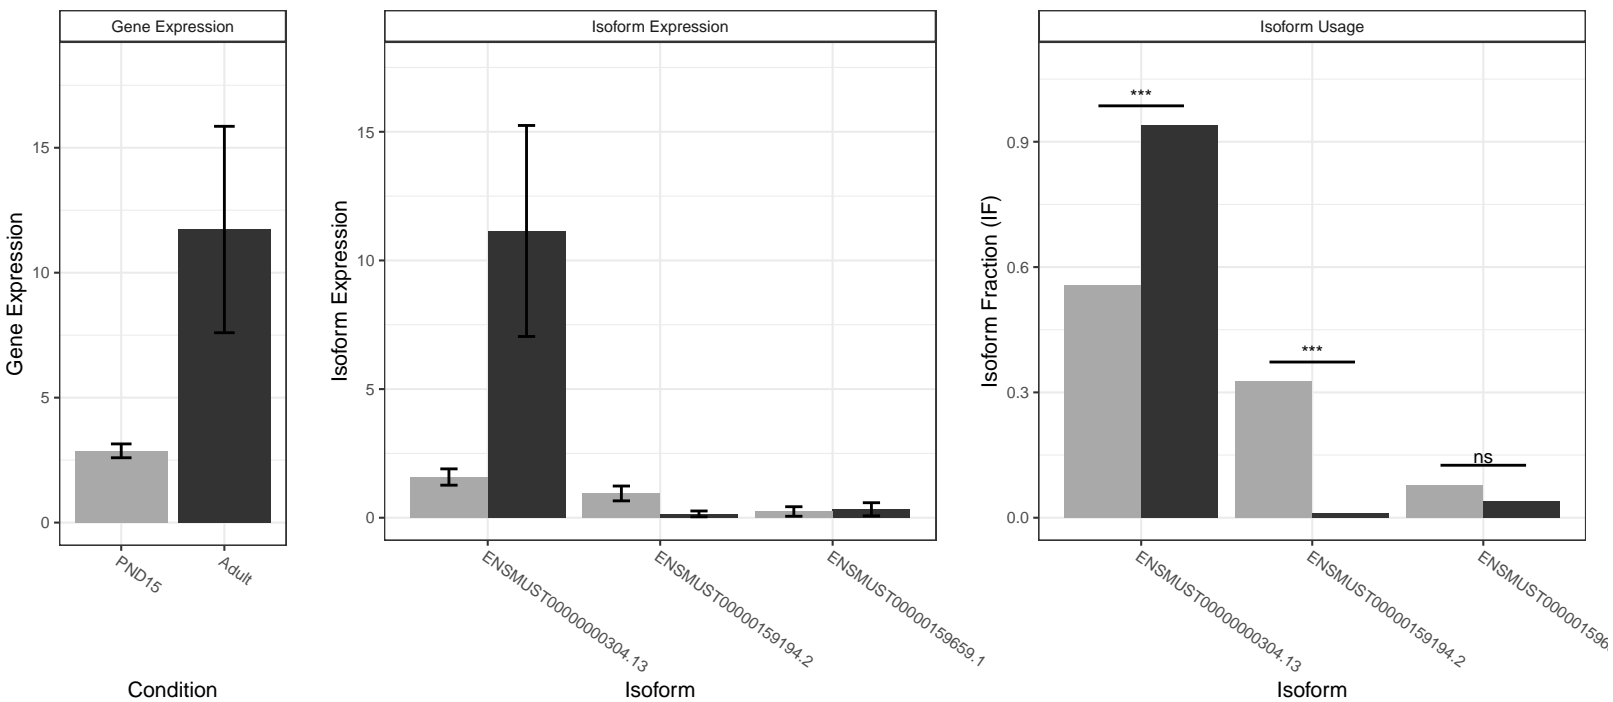 Gene Expression
Isoform Expression
Isoform Usage
Gene Expression
15
10
5
0
PND15
Adult
Condition
Isoform Expression
15
10
5
0
ENSMUST00000000304.13
ENSMUST00000159194.2
ENSMUST00000159659.1
Isoform
Isoform Fraction (IF)
0.9
0.6
0.3
0.0
***
***
ns
ENSMUST00000000304.13
ENSMUST00000159194.2
ENSMUST000001596
Isoform